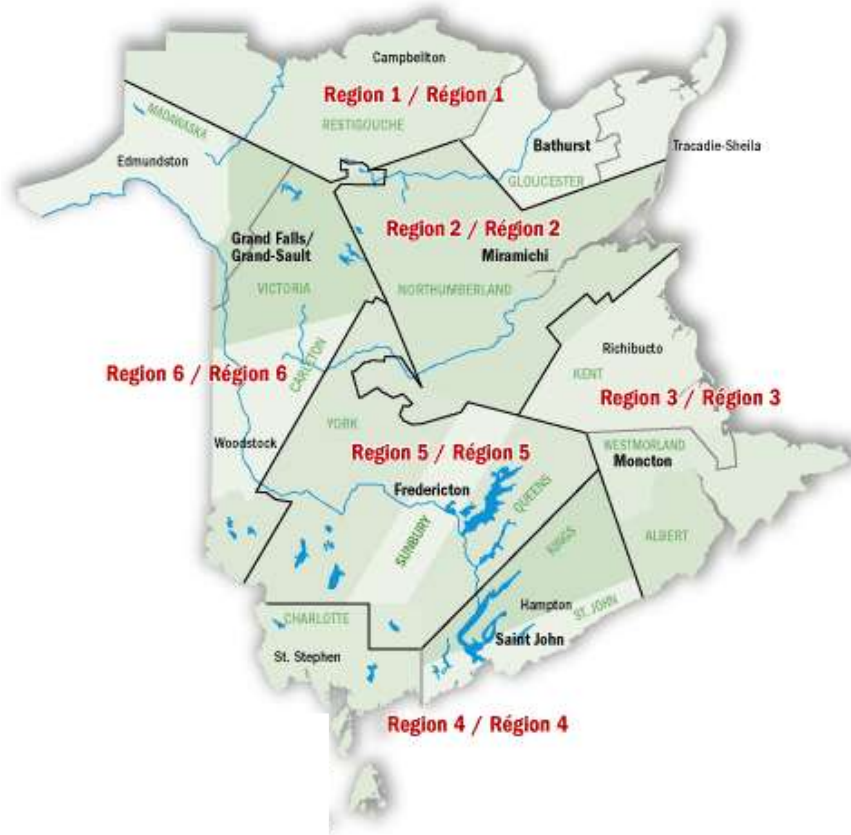 Campbellton
Region 1 / Région 1
RESTIGOUCHE
MADAWASKA
Bathurst
Tracadie-Sheila
Edmundston
GLOUCESTER
Region 2 / Région 2
Grand Falls/
Grand-Sault
Miramichi
VICTORIA
NORTHUMBERLAND
Richibucto
Region 6 / Région 6
CARLETON
KENT
Region 3 / Région 3
YORK
Woodstock
WESTMORLAND
Region 5 / Région 5
Moncton
Fredericton
QUEENS
SUNBURY
KINGS
ALBERT
Hampton
ST. JOHN
CHARLOTTE
Saint John
St. Stephen
Region 4 / Région 4